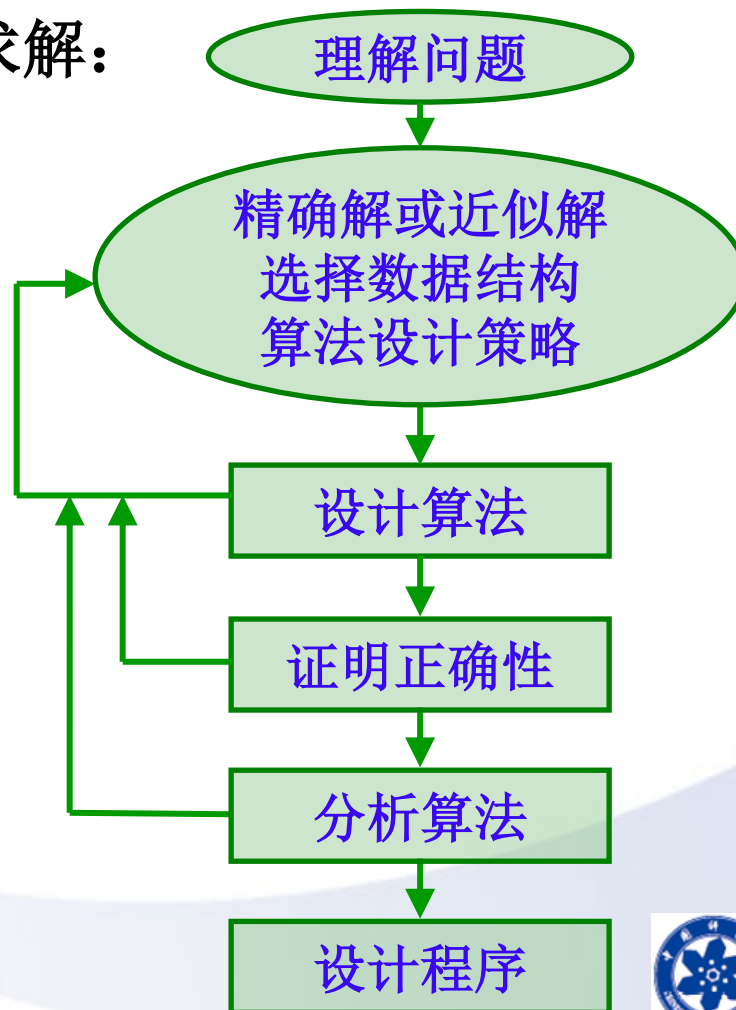 求解：
理解问题
精确解或近似解
选择数据结构
算法设计策略
设计算法
证明正确性
分析算法
设计程序